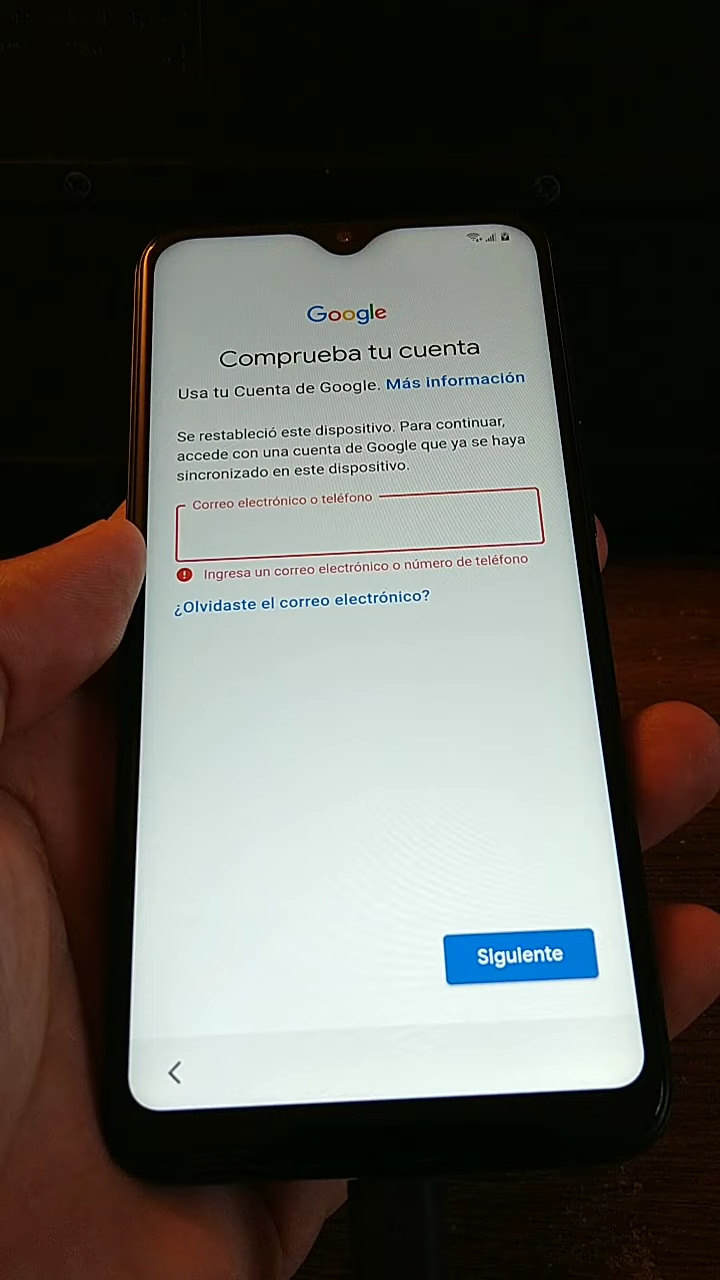 Google
Comprueba tu cuenta
Usa tu Cuenta de Google. Más información
Se restableció este dispositivo. Para continuar,
accede con una cuenta de Google que ya se haya
sincronizado en este dispositivo.
Correo electrónico o teléfono
Ingresa un correo electrónico o número de teléfono
¿Olvidaste el correo electrónico?
Siguiente